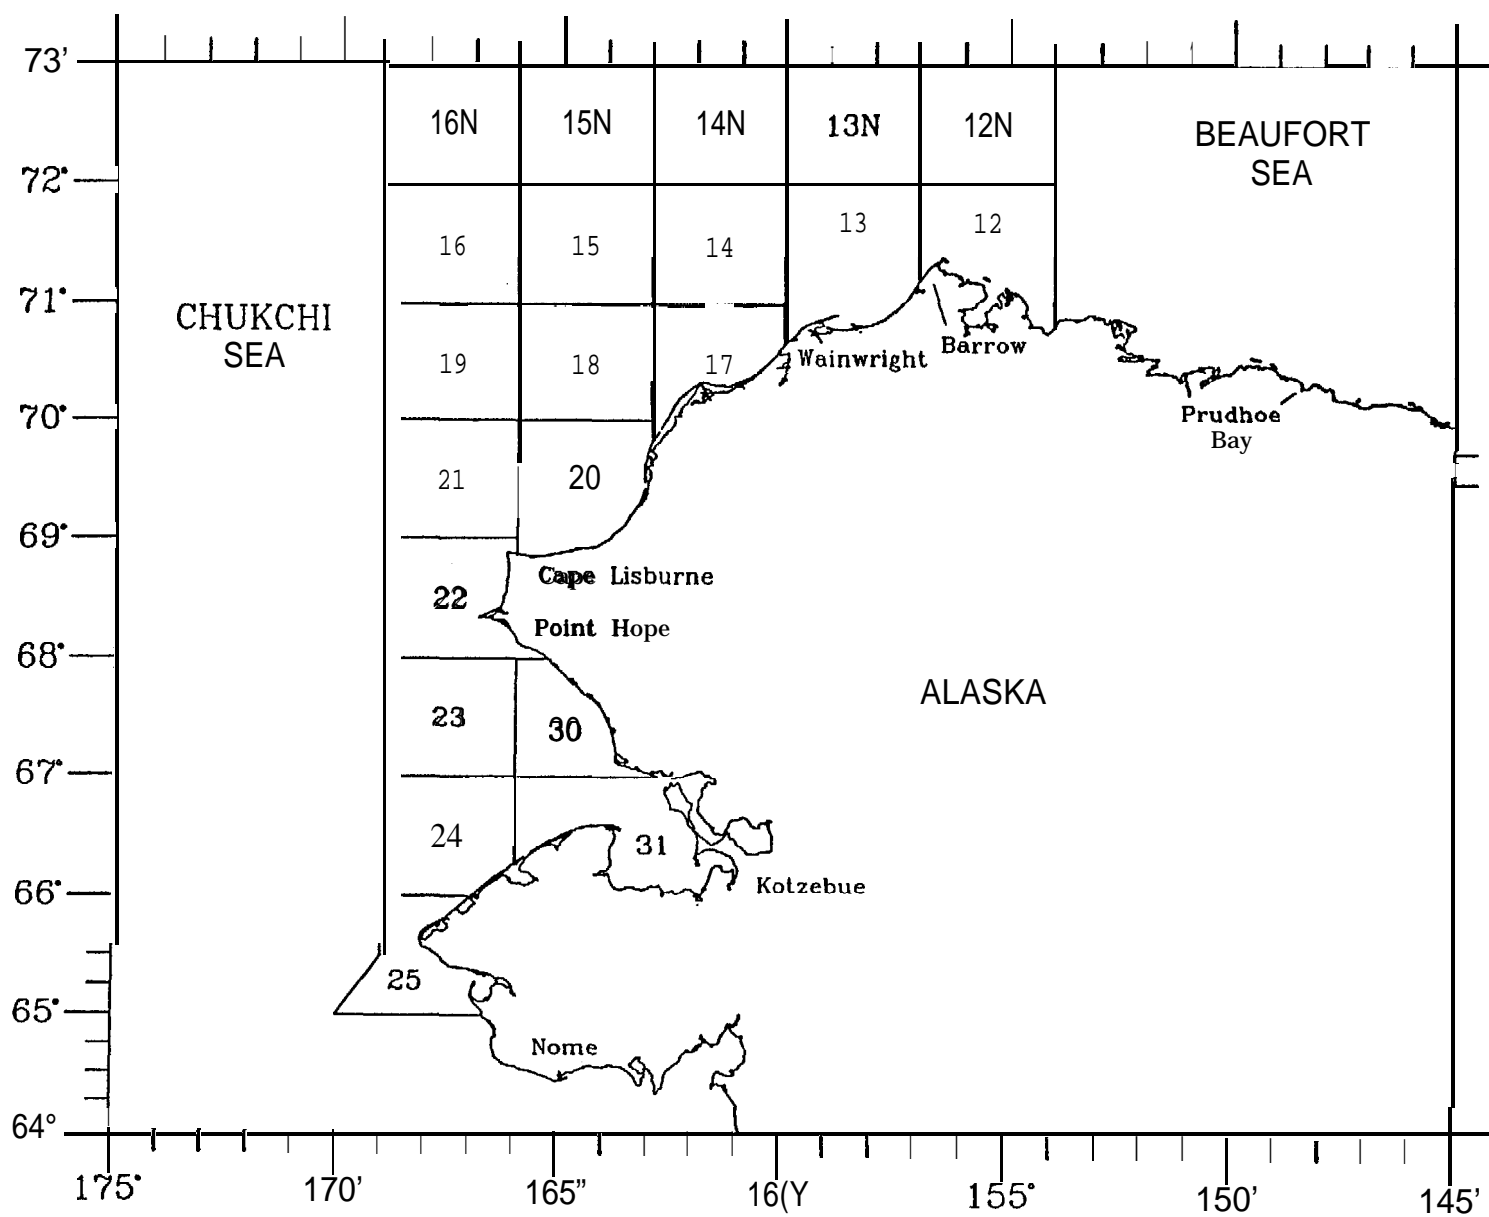 73'
16N 15N 14N 13N 12N
BEAUFORT
SEA
72°
16 15 14 13 12
71°
CHUKCHI
SEA
19 18 17
Wainwright
Barrow
70°
Prudhoe
Bay
21 20
69°
Cape Lisburne
22
Point Hope
68°
ALASKA
23 30
67°
24 31
66°
Kotzebue
25
65°
Nome
64°
175° 170' 165" 16(Y 155° 150' 145'